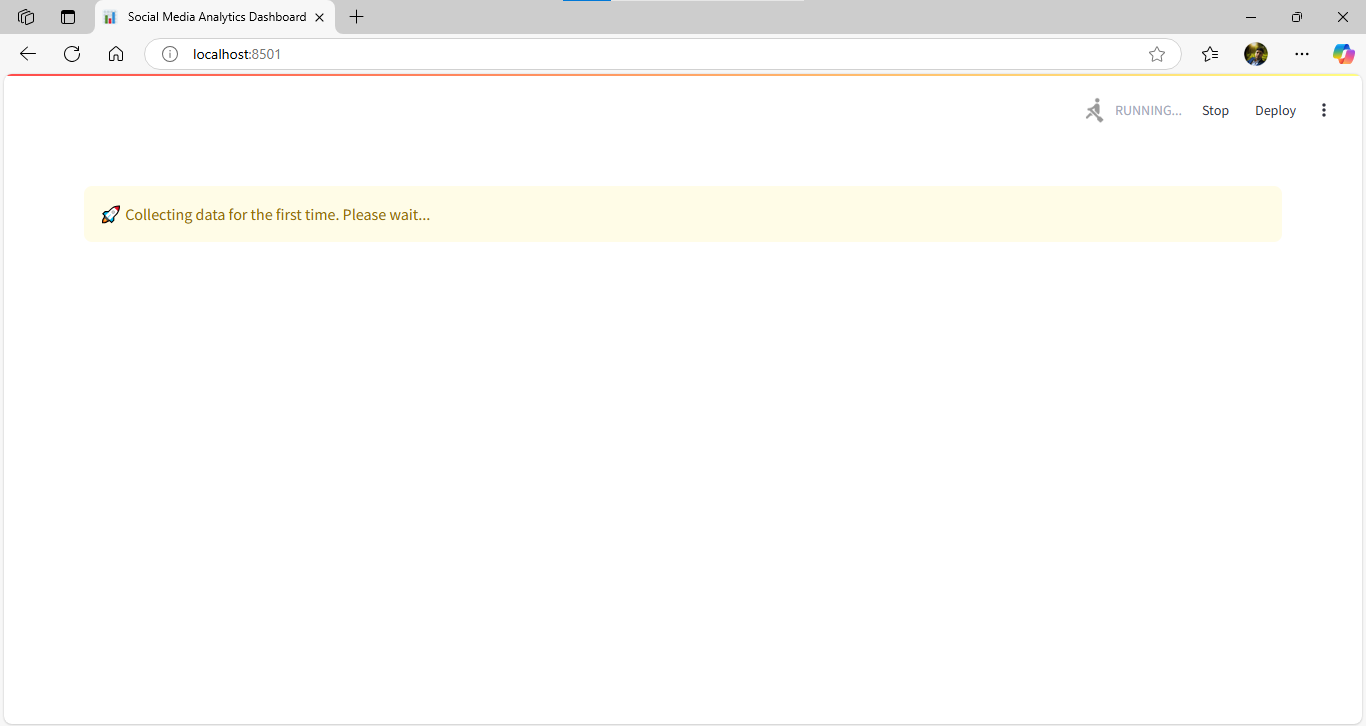 Social Media Analytics Dashboard
localhost:8501
RUNNING... Stop Deploy
🚀 Collecting data for the first time. Please wait...